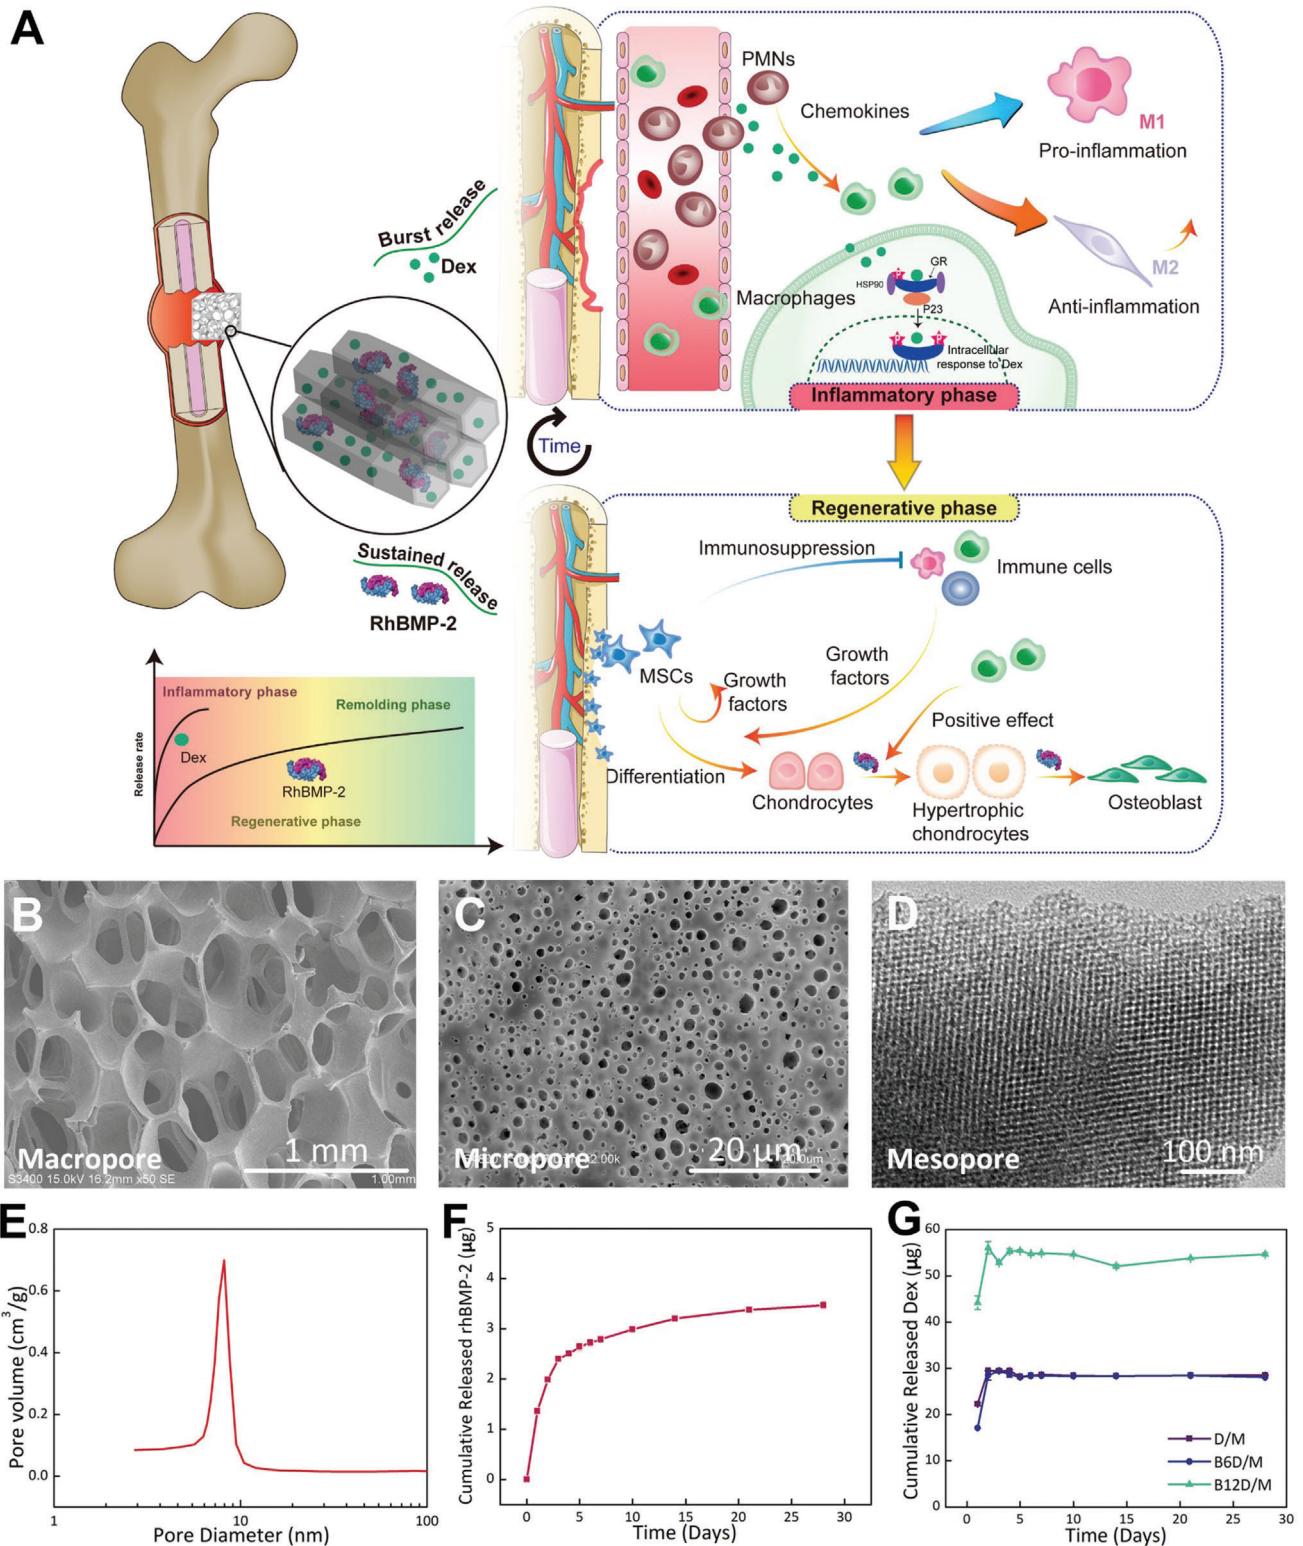 A
PMNs
Chemokines
M1
Pro-inflammation
Burst release
Dex
M2
Anti-inflammation
Macrophages
P
GR
HSP90
P23
P
P
Intracellular
response to Dex
Inflammatory phase
Time
Regenerative phase
Sustained release
RhBMP-2
Immunosuppression
Immune cells
MSCs
Growth
factors
Growth
factors
Positive effect
Differentiation
Chondrocytes
Hypertrophic
chondrocytes
Osteoblast
Release rate
Inflammatory phase
Remolding phase
Dex
RhBMP-2
Regenerative phase
B
Macropore
1 mm
S3400 15.0kV 16.2mm x50 SE
1.00mm
C
Micropore
20 μm
D
Mesopore
100 nm
E
Pore volume (cm3/g)
0.8
0.6
0.4
0.2
0.0
1
10
100
Pore Diameter (nm)
F
Cumulative Released rhBMP-2 (μg)
5
4
3
2
1
0
0
5
10
15
20
25
30
Time (Days)
G
Cumulative Released Dex (μg)
60
50
40
30
20
10
0
D/M
B6D/M
B12D/M
0
5
10
15
20
25
30
Time (Days)